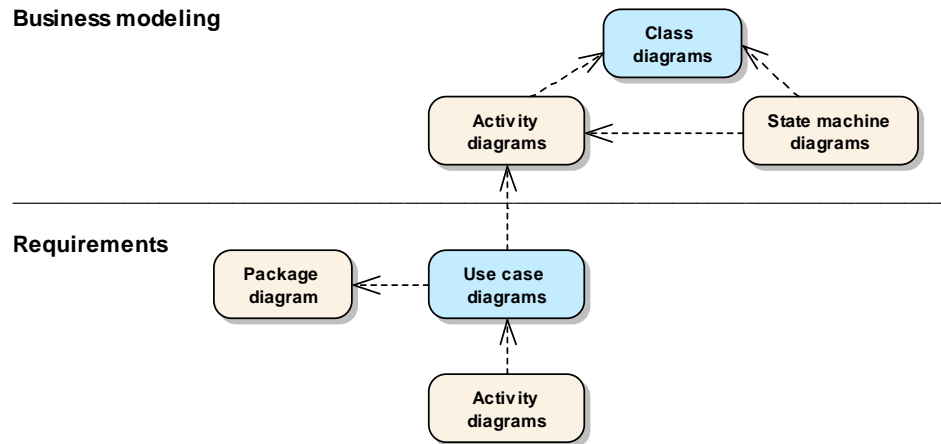 Business modeling
Class
diagrams
Activity
diagrams
State machine
diagrams
Requirements
Package
diagram
Use case
diagrams
Activity
diagrams